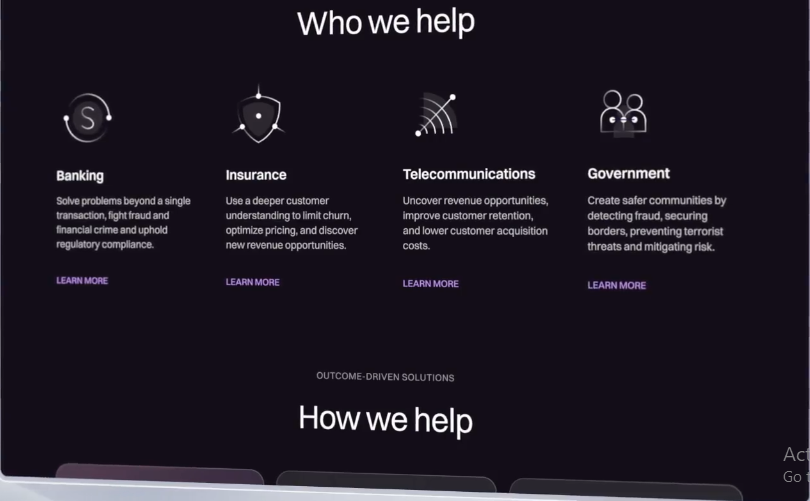 Who we help
Banking
Solve problems beyond a single
transaction, fight fraud and
financial crime and uphold
regulatory compliance.
LEARN MORE
Insurance
Use a deeper customer
understanding to limit churn,
optimize pricing, and discover
new revenue opportunities.
LEARN MORE
Telecommunications
Uncover revenue opportunities,
improve customer retention,
and lower customer acquisition
costs.
LEARN MORE
Government
Create safer communities by
detecting fraud, securing
borders, preventing terrorist
threats and mitigating risk.
LEARN MORE
OUTCOME-DRIVEN SOLUTIONS
How we help
Go